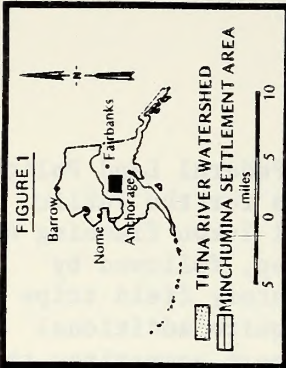 FIGURE 1
-N-
Barrow
Fairbanks
Nome
Anchorage
TITNA RIVER WATERSHED
MINCHUMINA SETTLEMENT AREA
miles
5 0 5 10